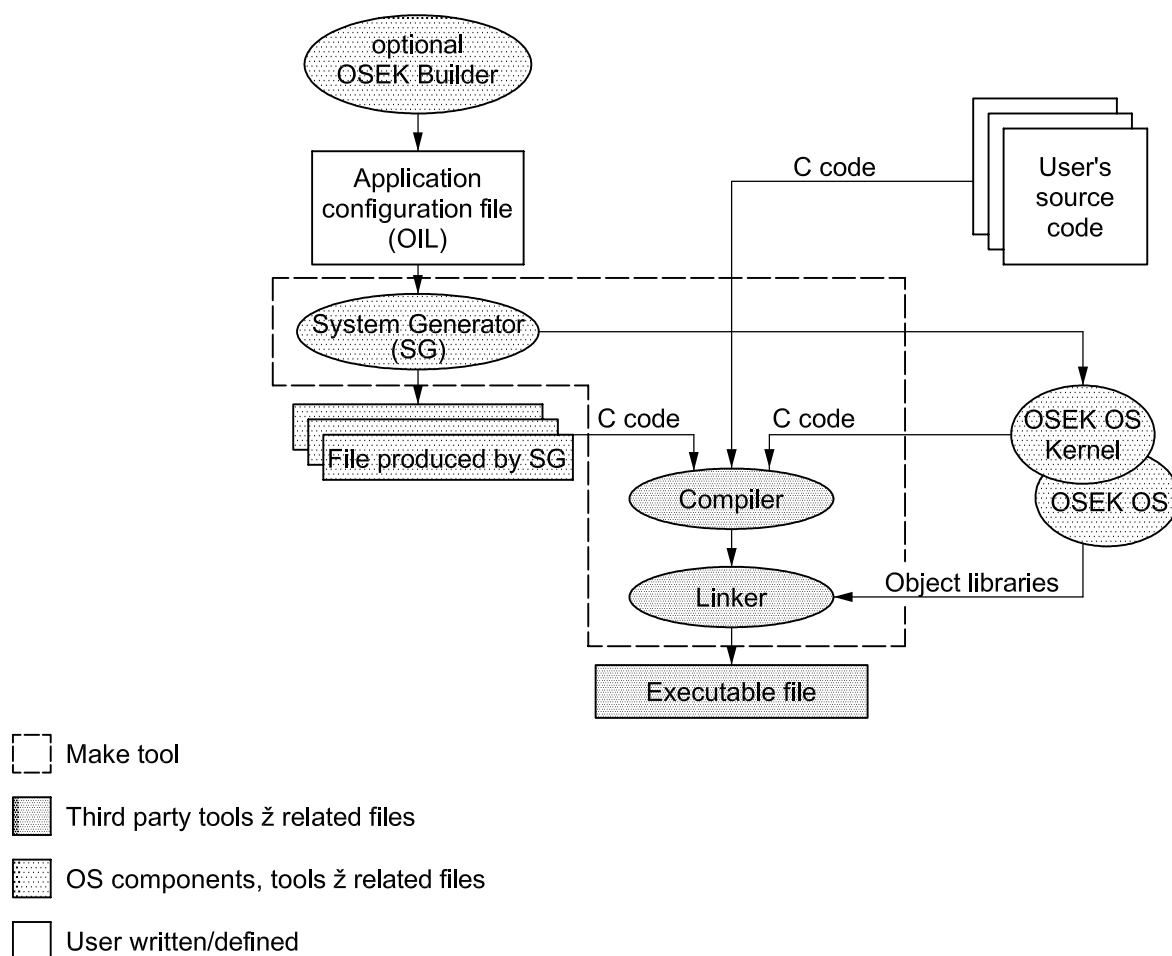 optional
OSEK Builder
Application
configuration file
(OIL)
C code
User's
source
code
System Generator
(SG)
C code
C code
OSEK OS
Kernel
File produced by SG
Compiler
OSEK OS
Linker
Object libraries
Executable file
Make tool
Third party tools ž related files
OS components, tools ž related files
User written/defined